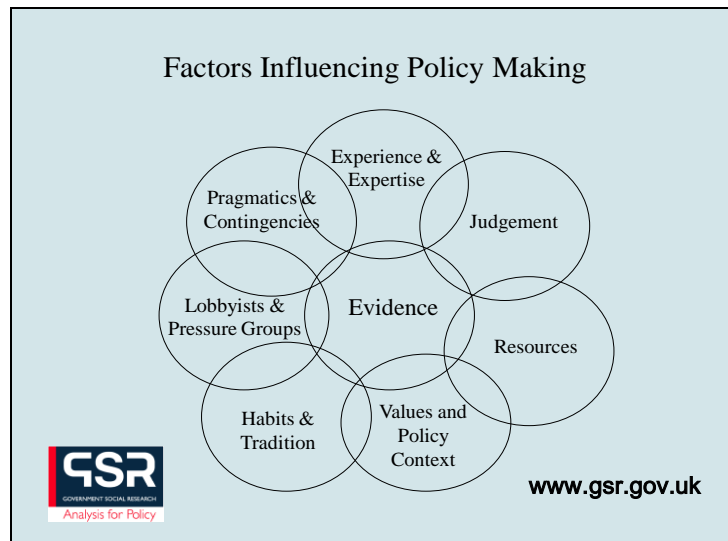 Factors Influencing Policy Making
Experience &
Expertise
Pragmatics &
Contingencies
Judgement
Lobbyists &
Pressure Groups
Evidence
Resources
Habits &
Tradition
Values and
Policy
Context
GSR
GOVERNMENT SOCIAL RESEARCH
Analysis for Policy
www.gsr.gov.uk